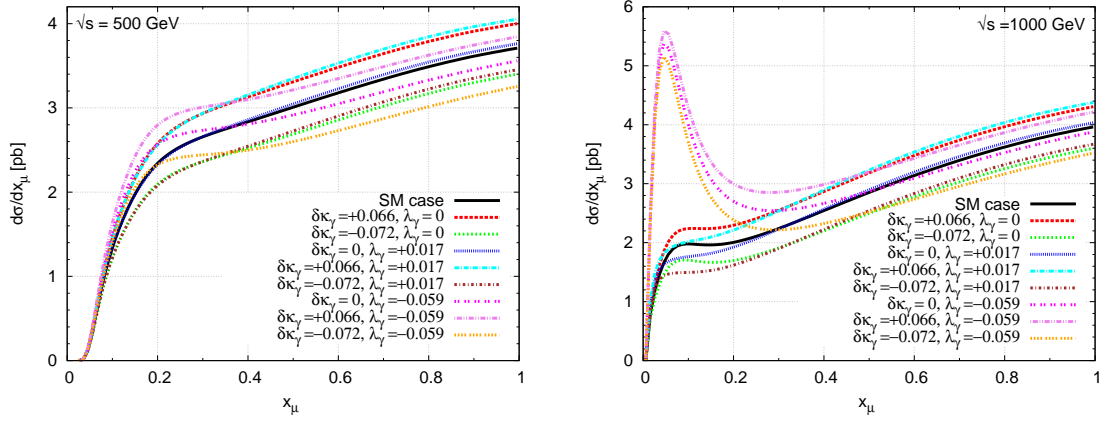 √s = 500 GeV
dσ/dx_μ [pb]
4
3
2
1
0
SM case
δκ_γ=+0.066, λ_γ= 0
δκ_γ=−0.072, λ_γ= 0
δκ_γ= 0, λ_γ=+0.017
δκ_γ=+0.066, λ_γ=+0.017
δκ_γ=−0.072, λ_γ=+0.017
δκ_γ= 0, λ_γ=−0.059
δκ_γ=+0.066, λ_γ=−0.059
δκ_γ=−0.072, λ_γ=−0.059
0 0.2 0.4 0.6 0.8 1
x_μ
√s =1000 GeV
dσ/dx_μ [pb]
6
5
4
3
2
1
0
SM case
δκ_γ=+0.066, λ_γ= 0
δκ_γ=−0.072, λ_γ= 0
δκ_γ= 0, λ_γ=+0.017
δκ_γ=+0.066, λ_γ=+0.017
δκ_γ=−0.072, λ_γ=+0.017
δκ_γ= 0, λ_γ=−0.059
δκ_γ=+0.066, λ_γ=−0.059
δκ_γ=−0.072, λ_γ=−0.059
0 0.2 0.4 0.6 0.8 1
x_μ